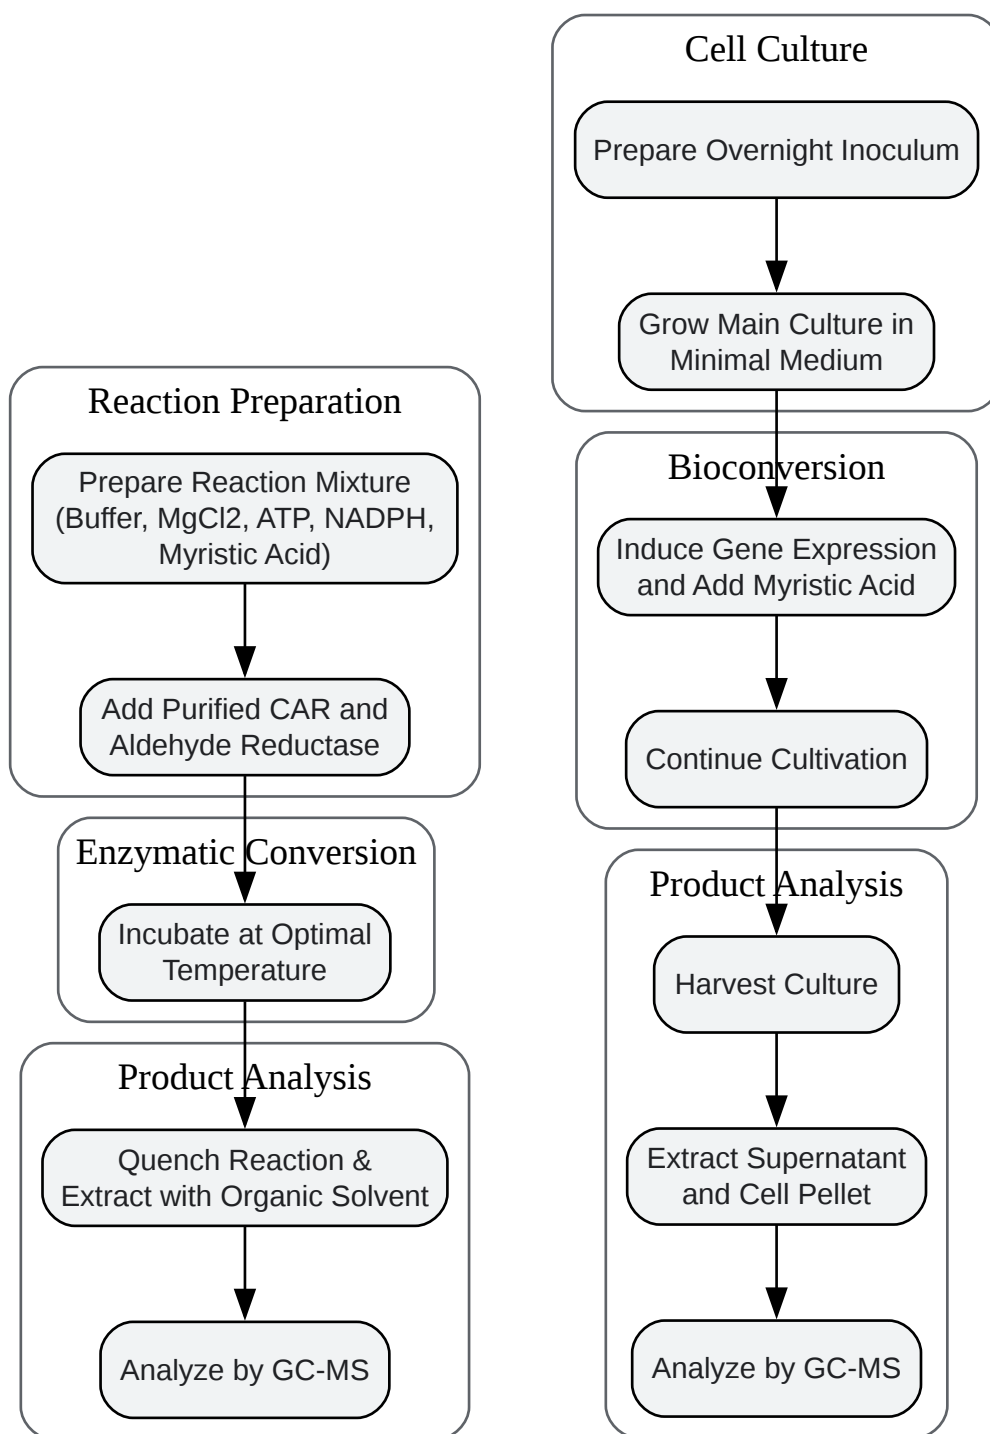 Reaction Preparation
Prepare Reaction Mixture
(Buffer, MgCl2, ATP, NADPH,
Myristic Acid)
Add Purified CAR and
Aldehyde Reductase
Enzymatic Conversion
Incubate at Optimal
Temperature
Product Analysis
Quench Reaction &
Extract with Organic Solvent
Analyze by GC-MS
Cell Culture
Prepare Overnight Inoculum
Grow Main Culture in
Minimal Medium
Bioconversion
Induce Gene Expression
and Add Myristic Acid
Continue Cultivation
Product Analysis
Harvest Culture
Extract Supernatant
and Cell Pellet
Analyze by GC-MS